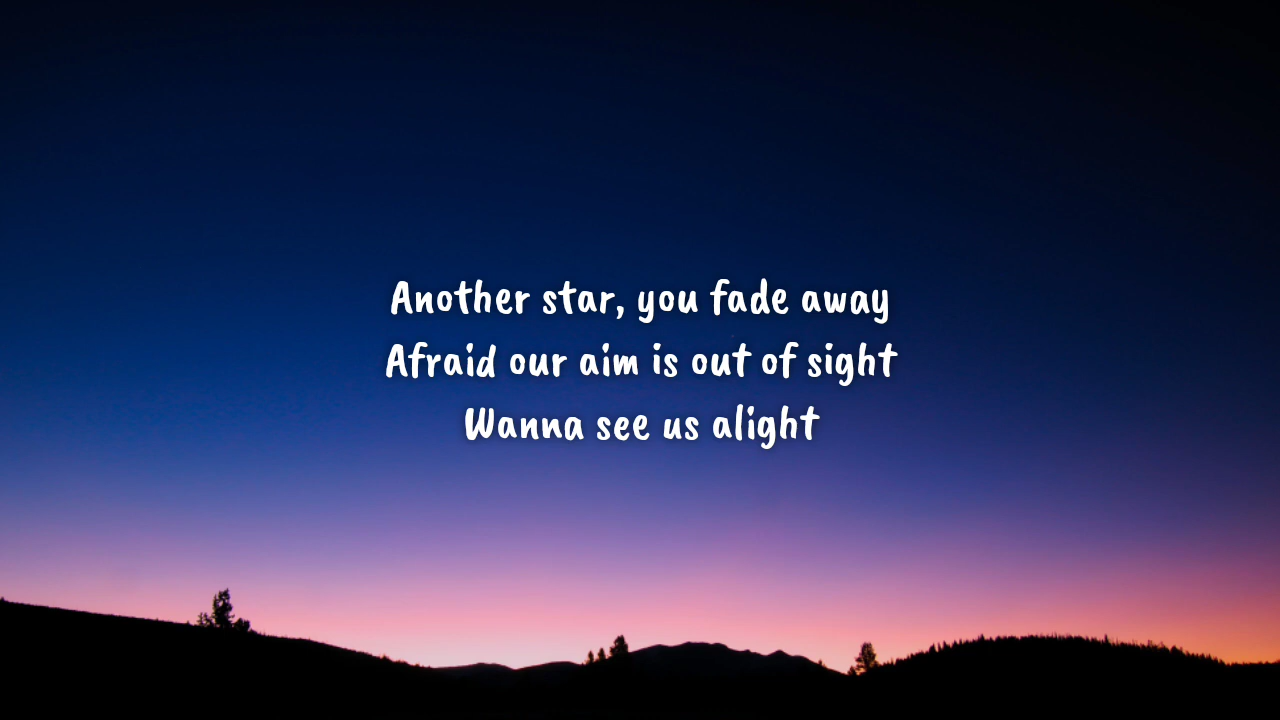 Another star, you fade away
Afraid our aim is out of sight
Wanna see us alight